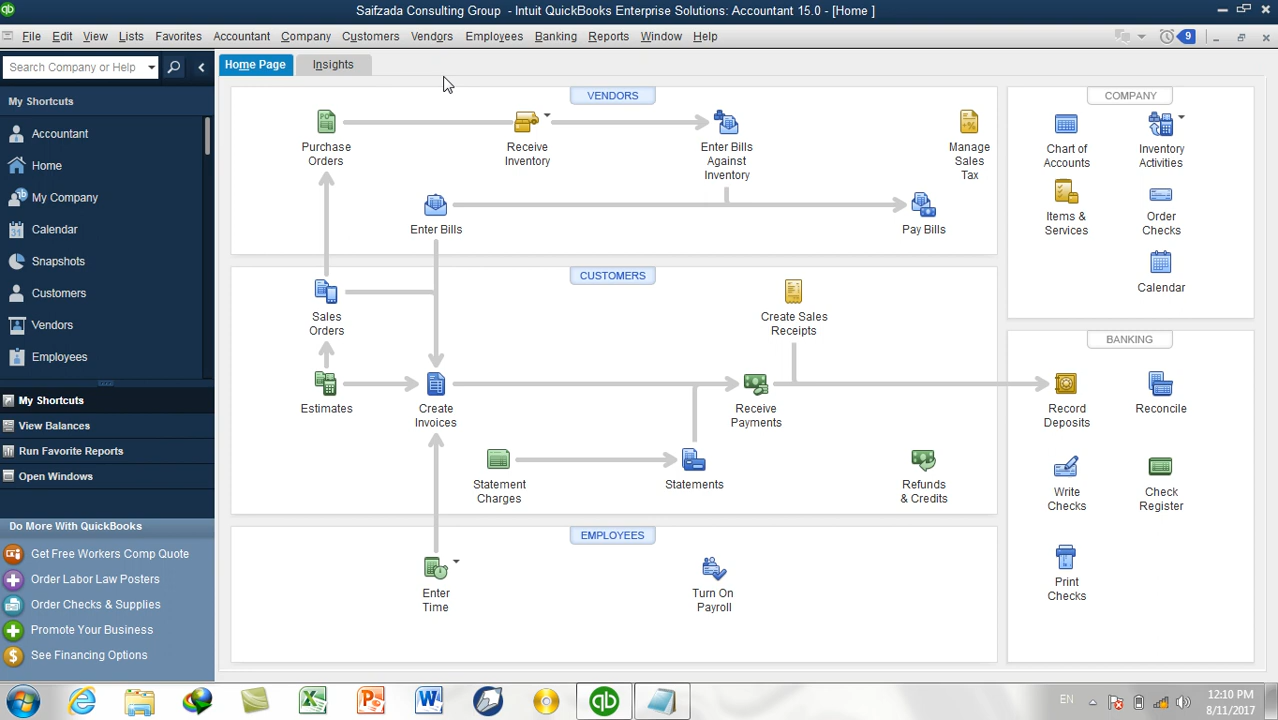 Saifzada Consulting Group - Intuit QuickBooks Enterprise Solutions: Accountant 15.0 - [Home ]
File Edit View Lists Favorites Accountant Company Customers Vendors Employees Banking Reports Window Help
9
Search Company or Help
Home Page Insights
My Shortcuts
Accountant
Home
My Company
Calendar
Snapshots
Customers
Vendors
Employees
My Shortcuts
View Balances
Run Favorite Reports
Open Windows
Do More With QuickBooks
Get Free Workers Comp Quote
Order Labor Law Posters
Order Checks & Supplies
Promote Your Business
See Financing Options
VENDORS
Purchase
Orders
Receive
Inventory
Enter Bills
Against
Inventory
Manage
Sales
Tax
Enter Bills
Pay Bills
CUSTOMERS
Sales
Orders
Create Sales
Receipts
Estimates
Create
Invoices
Receive
Payments
Statement
Charges
Statements
Refunds
& Credits
EMPLOYEES
Enter
Time
Turn On
Payroll
COMPANY
Chart of
Accounts
Inventory
Activities
Items &
Services
Order
Checks
Calendar
BANKING
Record
Deposits
Reconcile
Write
Checks
Check
Register
Print
Checks
EN
12:10 PM
8/11/2017